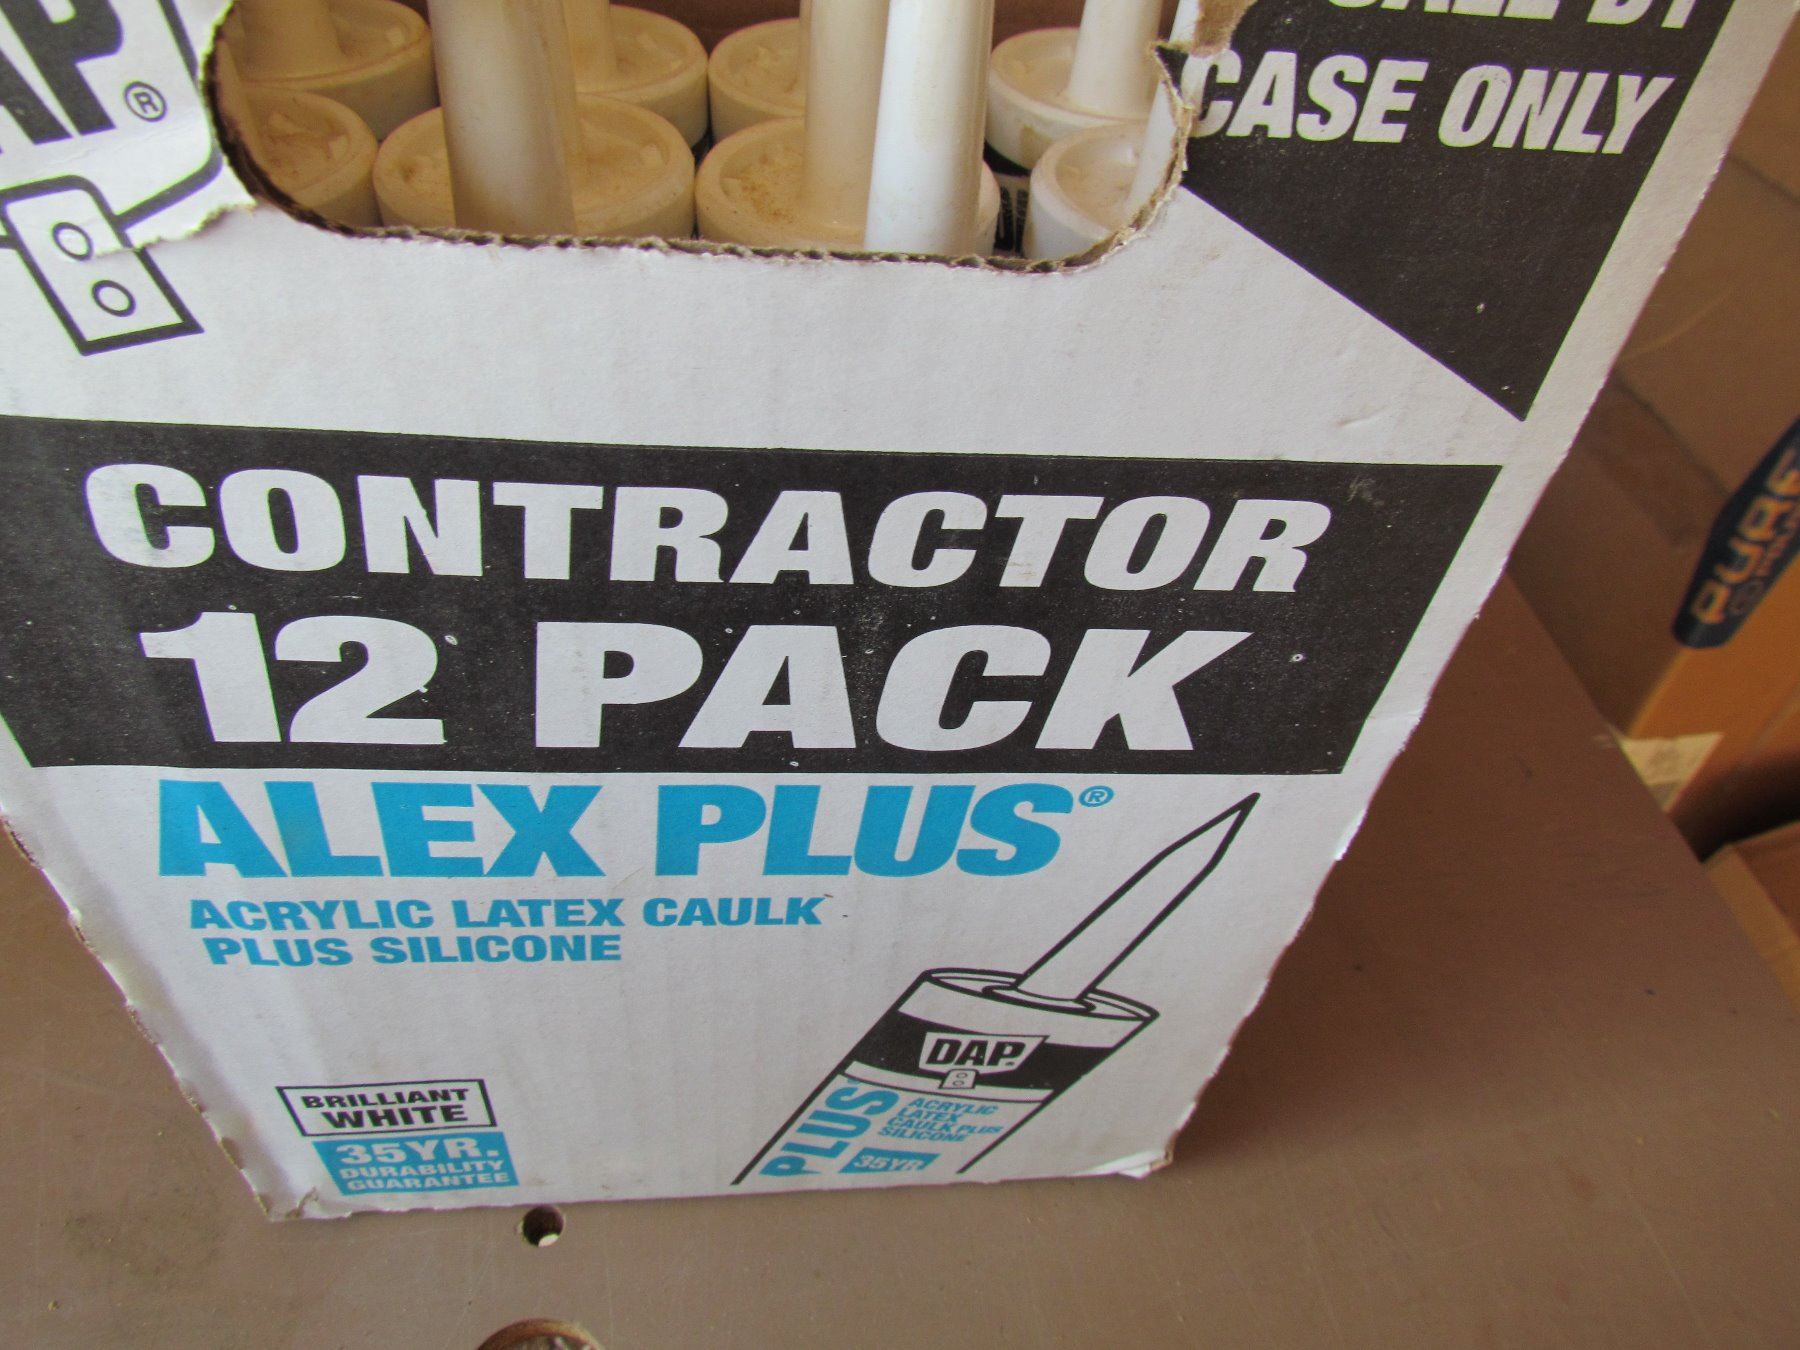 ®
CASE ONLY
CONTRACTOR
12 PACK
ALEX PLUS®
ACRYLIC LATEX CAULK
PLUS SILICONE
BRILLIANT
WHITE
35YR.
DURABILITY
GUARANTEE
DAP®
PLUS®
ACRYLIC
LATEX
CAULK PLUS
SILICONE
35YR